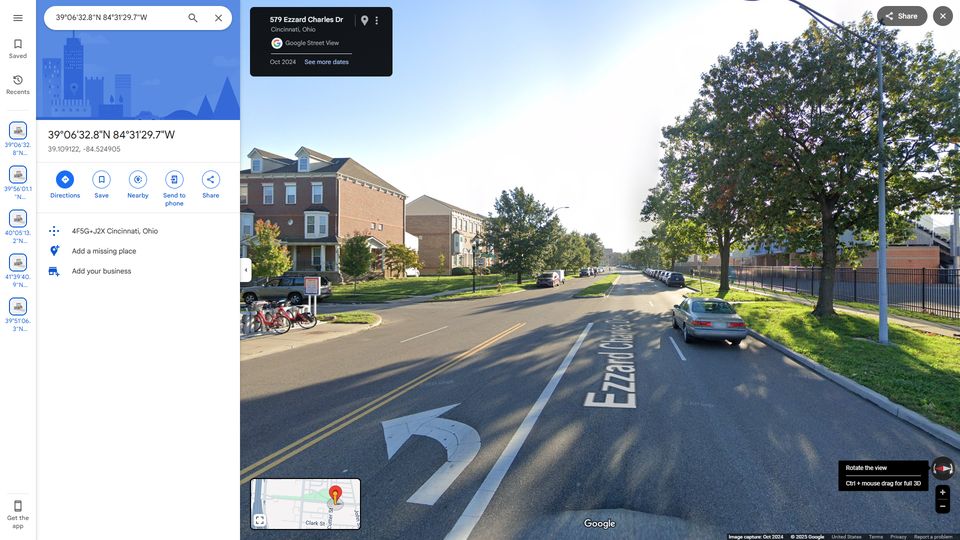 39°06'32.8"N 84°31'29.7"W
Saved
Recents
39°06'32.
8"N...
39°56'01.1
"N...
40°05'13.
2"N...
41°39'40.
9"N...
39°51'06.
3"N...
Get the
app
39°06'32.8"N 84°31'29.7"W
39.109122, -84.524905
Directions
Save
Nearby
Send to
phone
Share
4F5G+J2X Cincinnati, Ohio
Add a missing place
Add your business
579 Ezzard Charles Dr
Cincinnati, Ohio
Google Street View
Oct 2024 See more dates
Share
Ezzard Charles
Clark St
Cutter St
Google
Rotate the view
Ctrl + mouse drag for full 3D
Image capture: Oct 2024 © 2025 Google United States Terms Privacy Report a problem